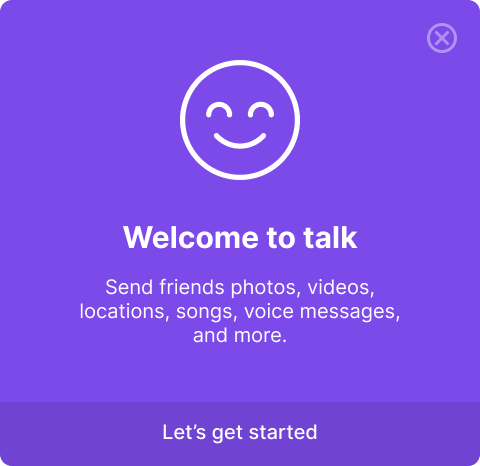 Welcome to talk
Send friends photos, videos,
locations, songs, voice messages,
and more.
Let’s get started